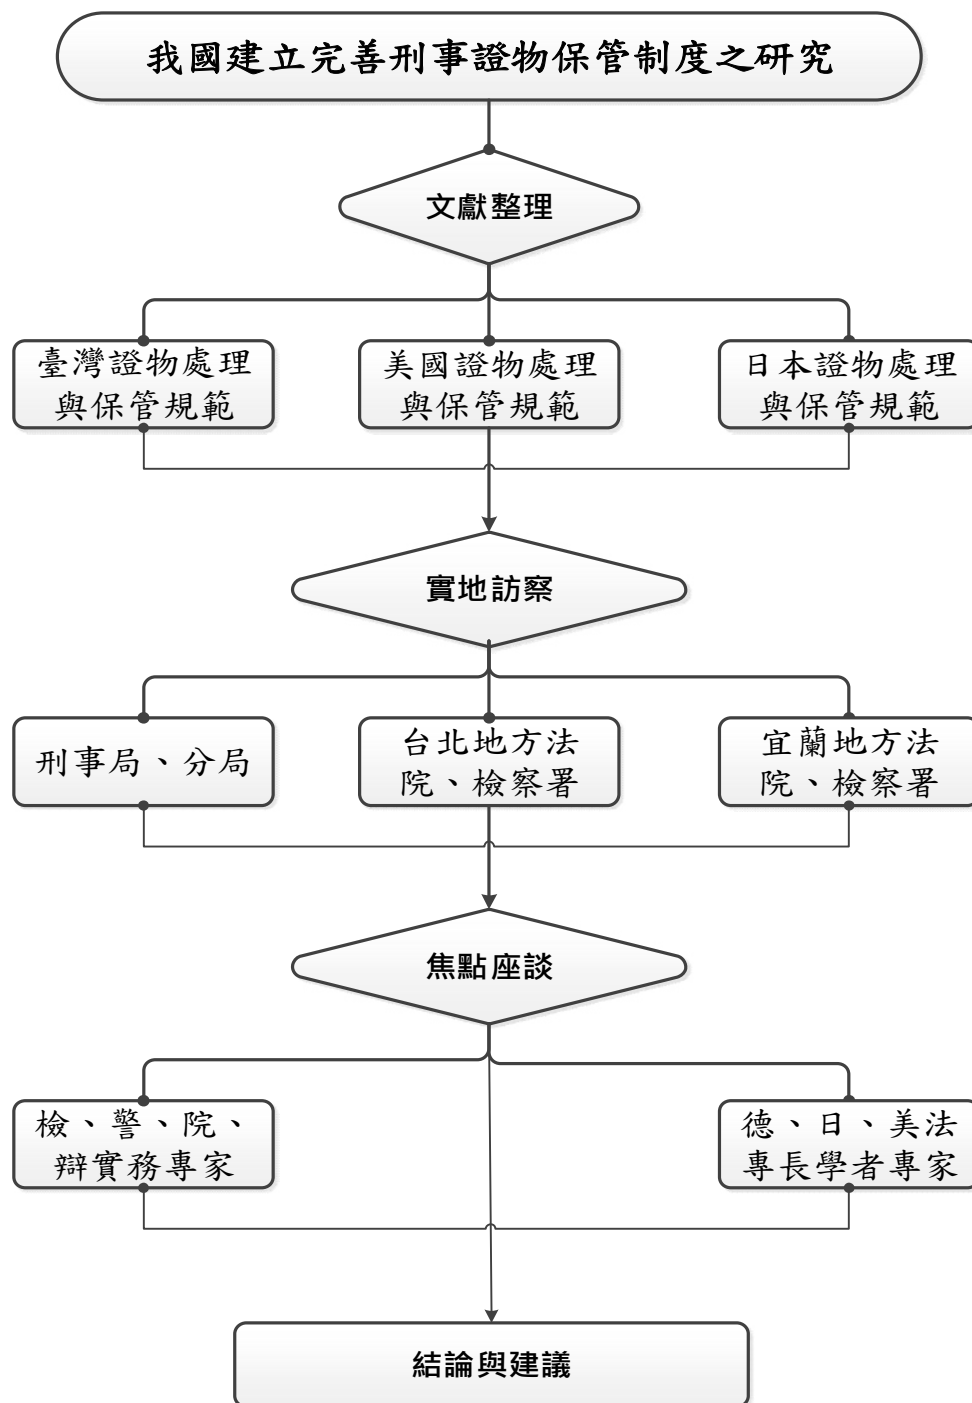 我國建立完善刑事證物保管制度之研究
文獻整理
臺灣證物處理
與保管規範
美國證物處理
與保管規範
日本證物處理
與保管規範
實地訪察
刑事局、分局
台北地方法
院、檢察署
宜蘭地方法
院、檢察署
焦點座談
檢、警、院、
辯實務專家
德、日、美法
專長學者專家
結論與建議